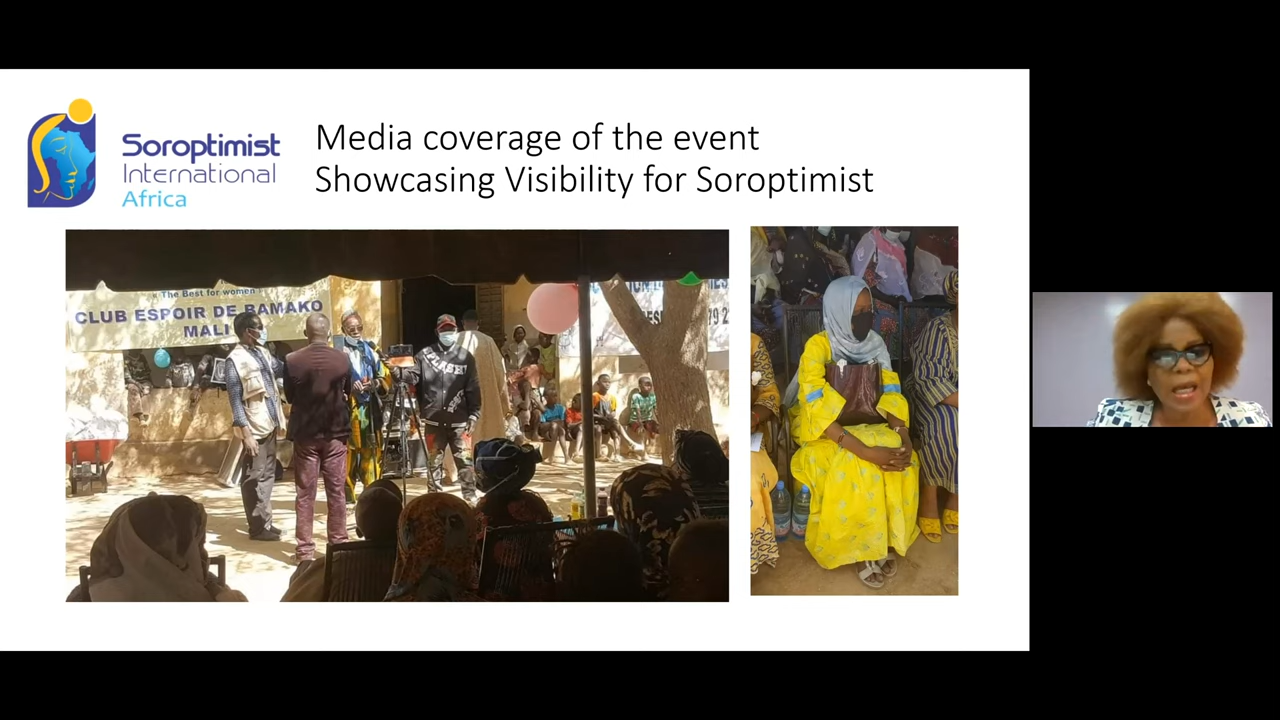 Soroptimist
International
Africa
Media coverage of the event
Showcasing Visibility for Soroptimist
« The Best for women »
CLUB ESPOIR DE BAMAKO
MALI